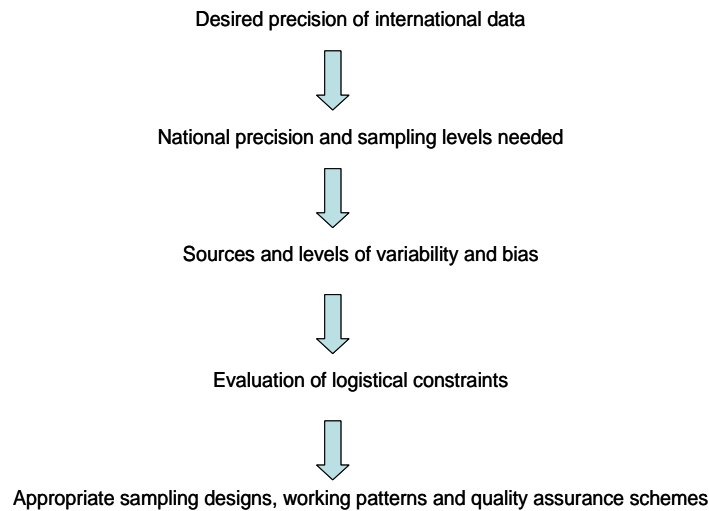 Desired precision of international data
National precision and sampling levels needed
Sources and levels of variability and bias
Evaluation of logistical constraints
Appropriate sampling designs, working patterns and quality assurance schemes